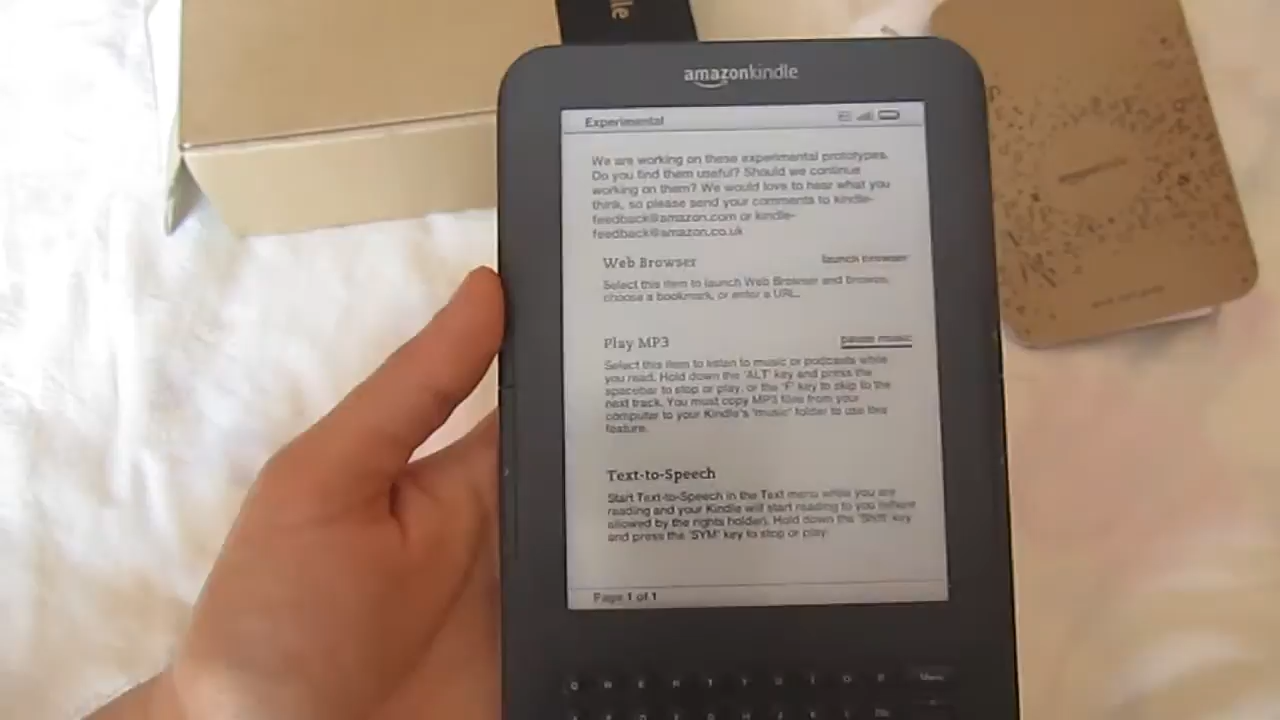 amazonkindle
Experimental
We are working on these experimental prototypes.
Do you find them useful? Should we continue
working on them? We would love to hear what you
think, so please send your comments to kindle-
feedback@amazon.com or kindle-
feedback@amazon.co.uk
Web Browser launch browser
Select this item to launch Web Browser and browse,
choose a bookmark, or enter a URL.
Play MP3 pause music
Select this item to listen to music or podcasts while
you read. Hold down the 'ALT' key and press the
spacebar to stop or play, or the 'F' key to skip to the
next track. You must copy MP3 files from your
computer to your Kindle's 'music' folder to use this
feature.
Text-to-Speech
Start Text-to-Speech in the Text menu while you are
reading and your Kindle will start reading to you (where
allowed by the rights holder). Hold down the 'Shift' key
and press the 'SYM' key to stop or play.
Page 1 of 1
Q W E R T Y U I O P Menu